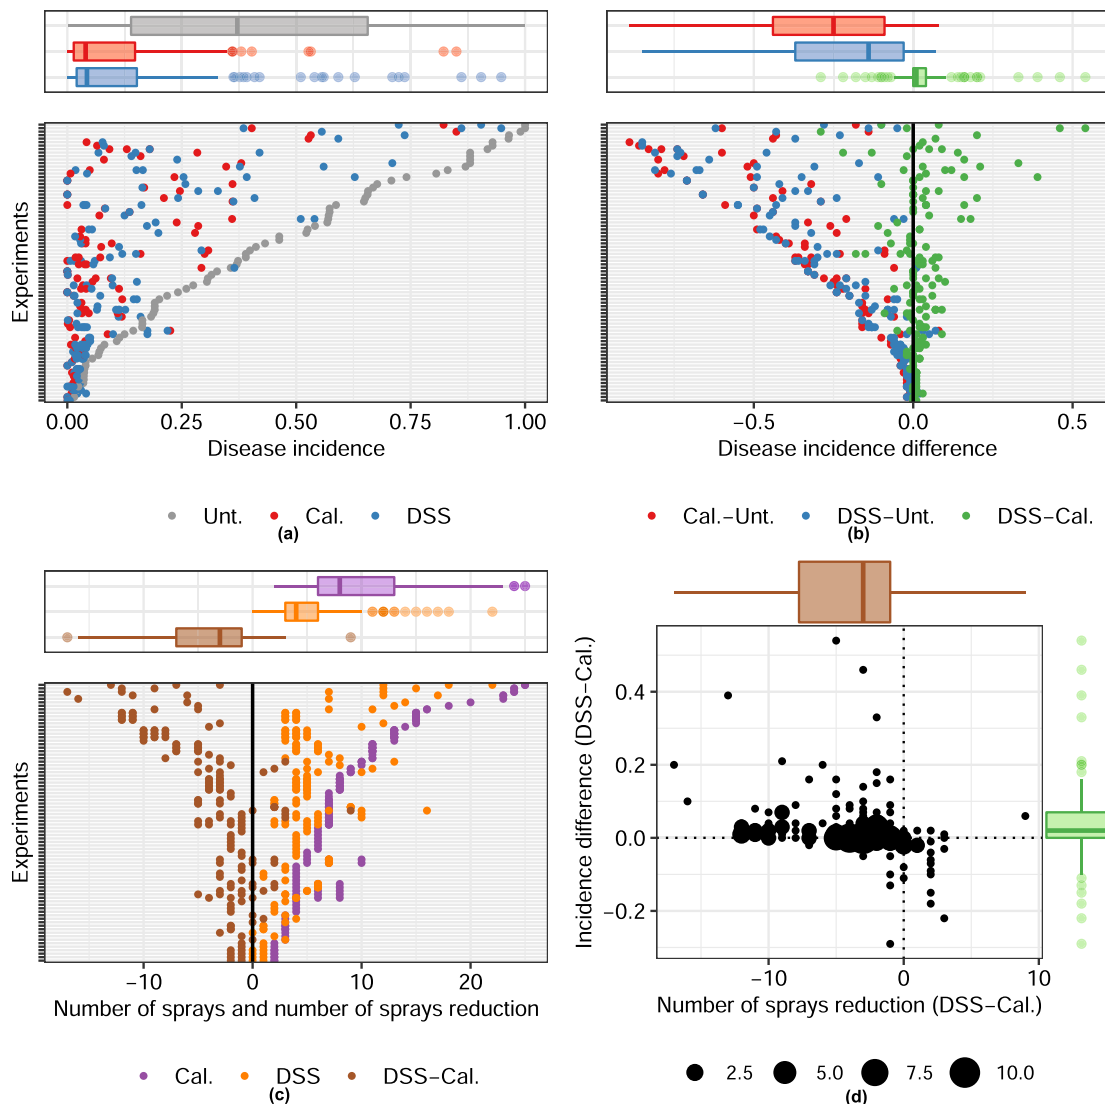 Experiments
0.00 0.25 0.50 0.75 1.00
Disease incidence
Unt. Cal. DSS
(a)
−0.5 0.0 0.5
Disease incidence difference
Cal.−Unt. DSS−Unt. DSS−Cal.
(b)
Experiments
−10 0 10 20
Number of sprays and number of sprays reduction
Cal. DSS DSS−Cal.
(c)
Incidence difference (DSS−Cal.)
0.4
0.2
0.0
−0.2
−10 0 10
Number of sprays reduction (DSS−Cal.)
2.5 5.0 7.5 10.0
(d)